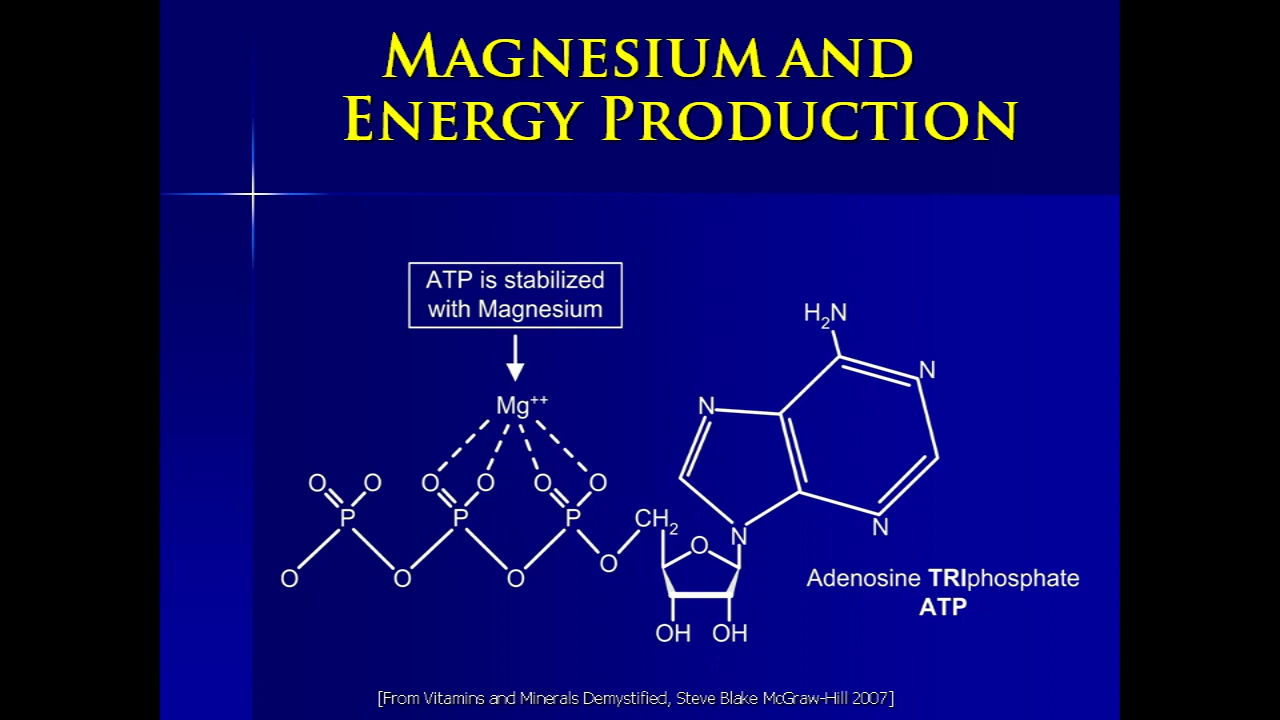 MAGNESIUM AND
ENERGY PRODUCTION
ATP is stabilized
with Magnesium
Mg++
H2N
N
N
N
N
O O O O O O
P P P
CH2
O
O
O O O
OH OH
Adenosine TRIphosphate
ATP
[From Vitamins and Minerals Demystified, Steve Blake McGraw-Hill 2007]